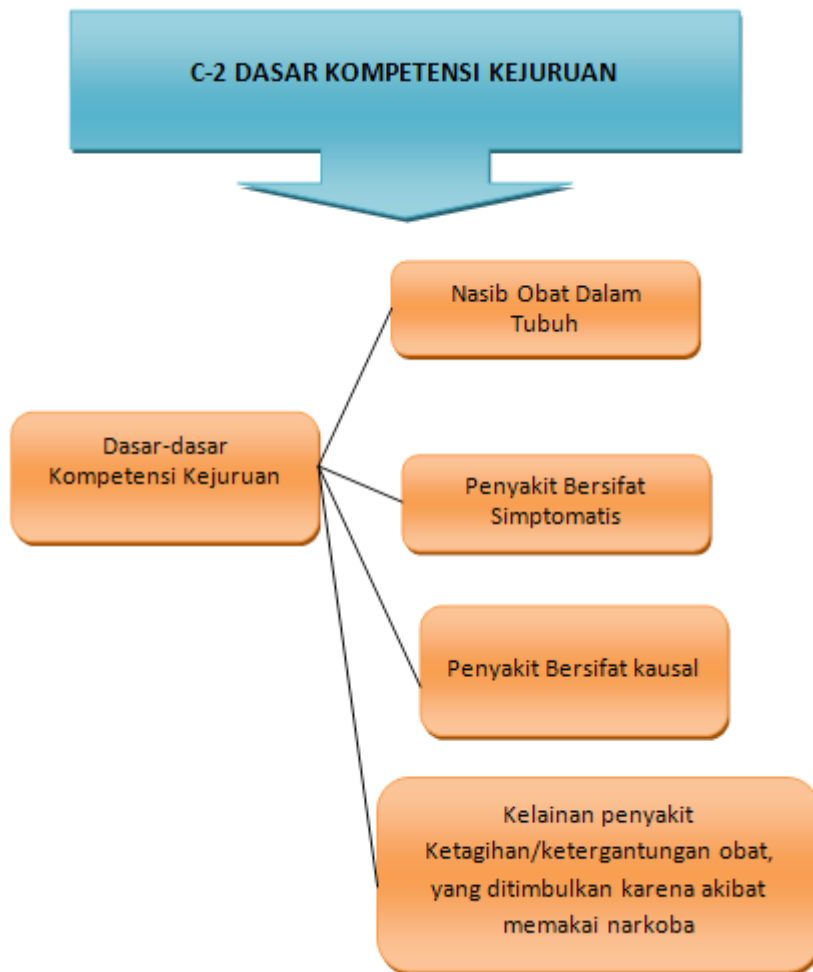 C-2 DASAR KOMPETENSI KEJURUAN
Nasib Obat Dalam
Tubuh
Dasar-dasar
Kompetensi Kejuruan
Penyakit Bersifat
Simptomatis
Penyakit Bersifat kausal
Kelainan penyakit
Ketagihan/ketergantungan obat,
yang ditimbulkan karena akibat
memakai narkoba